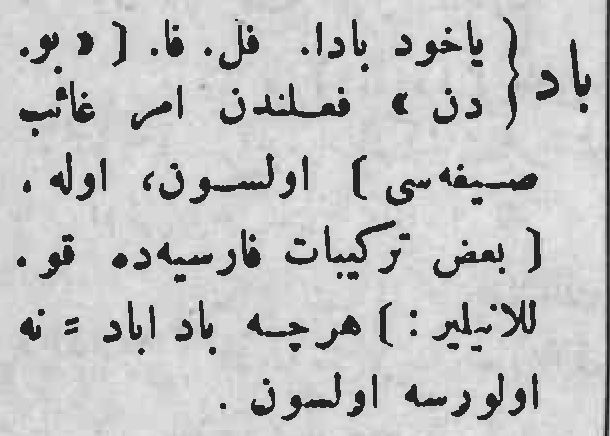 باد { یاخود بادا. فل. فا. [ « بو.
دن » فعلندن امر غائب
صیغه‌سی ] اولسون، اوله .
[ بعض ترکیبات فارسیه‌ده قو .
للانیلیر : ] هرچه باد اباد = نه
اولورسه اولسون .